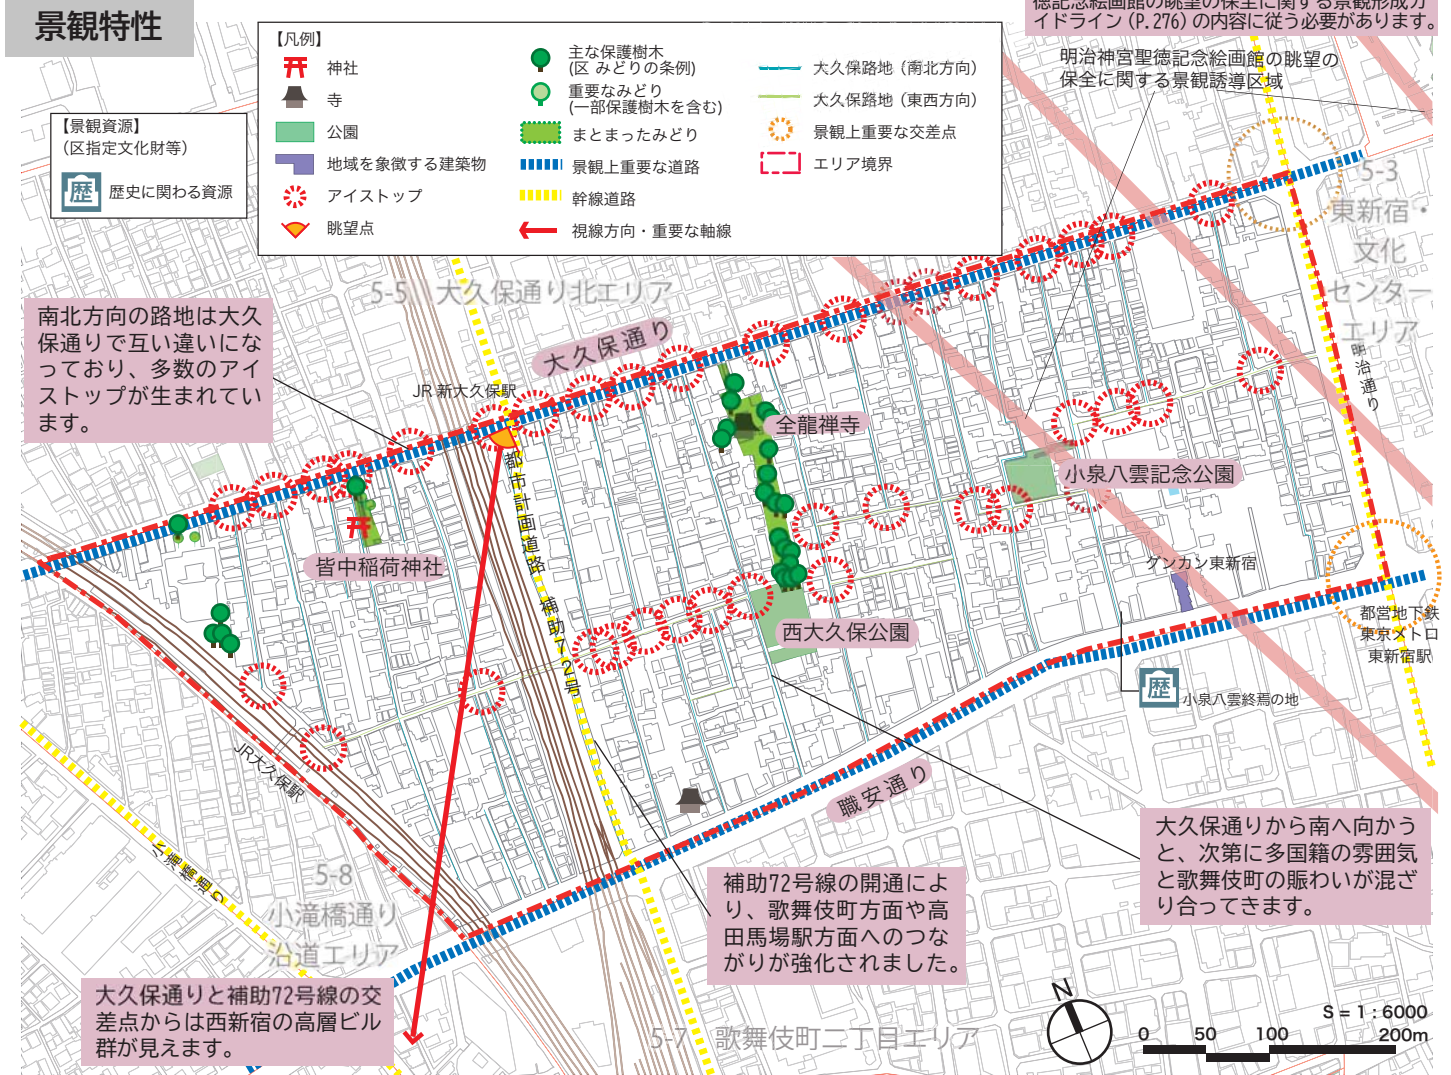 景観特性
徳記念絵画館の眺望の保全に関する景観形成ガ
イドライン（P.276）の内容に従う必要があります。
明治神宮聖徳記念絵画館の眺望の
保全に関する景観誘導区域
【凡例】
神社
寺
公園
地域を象徴する建築物
アイストップ
眺望点
主な保護樹木
(区 みどりの条例)
重要なみどり
(一部保護樹木を含む)
まとまったみどり
景観上重要な道路
幹線道路
視線方向・重要な軸線
大久保路地（南北方向）
大久保路地（東西方向）
景観上重要な交差点
エリア境界
【景観資源】
（区指定文化財等）
歴 歴史に関わる資源
5-3
東新宿・
文化
センター
エリア
5-5 大久保通り北エリア
南北方向の路地は大久
保通りで互い違いにな
っており、多数のアイ
ストップが生まれてい
ます。
大久保通り
JR 新大久保駅
明治通り
全龍禅寺
小泉八雲記念公園
都市計画道路 補助72号
皆中稲荷神社
グンカン東新宿
都営地下鉄
東京メトロ
東新宿駅
西大久保公園
歴 小泉八雲終焉の地
JR大久保駅
職安通り
小滝橋通り
5-8
小滝橋通り
沿道エリア
大久保通りから南へ向かう
と、次第に多国籍の雰囲気
と歌舞伎町の賑わいが混ざ
り合ってきます。
補助72号線の開通によ
り、歌舞伎町方面や高
田馬場駅方面へのつな
がりが強化されました。
大久保通りと補助72号線の交
差点からは西新宿の高層ビル
群が見えます。
5-7 歌舞伎町二丁目エリア
N
S = 1 : 6000
0 50 100 200m